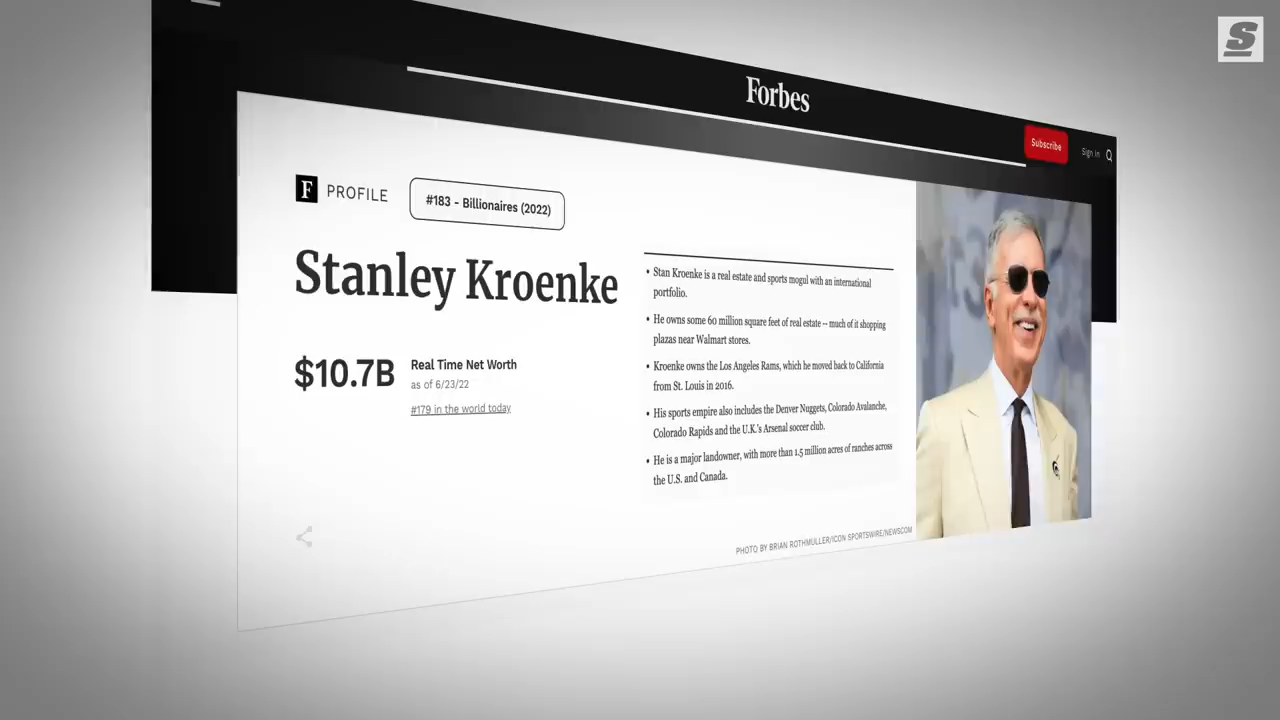 S
Forbes
Subscribe
Sign In
F PROFILE
#183 - Billionaires (2022)
Stanley Kroenke
$10.7B
Real Time Net Worth
as of 6/23/22
#179 in the world today
• Stan Kroenke is a real estate and sports mogul with an international
portfolio.
• He owns some 60 million square feet of real estate -- much of it shopping
plazas near Walmart stores.
• Kroenke owns the Los Angeles Rams, which he moved back to California
from St. Louis in 2016.
• His sports empire also includes the Denver Nuggets, Colorado Avalanche,
Colorado Rapids and the U.K.'s Arsenal soccer club.
• He is a major landowner, with more than 1.5 million acres of ranches across
the U.S. and Canada.
PHOTO BY BRIAN ROTHMULLER/ICON SPORTSWIRE/NEWSCOM